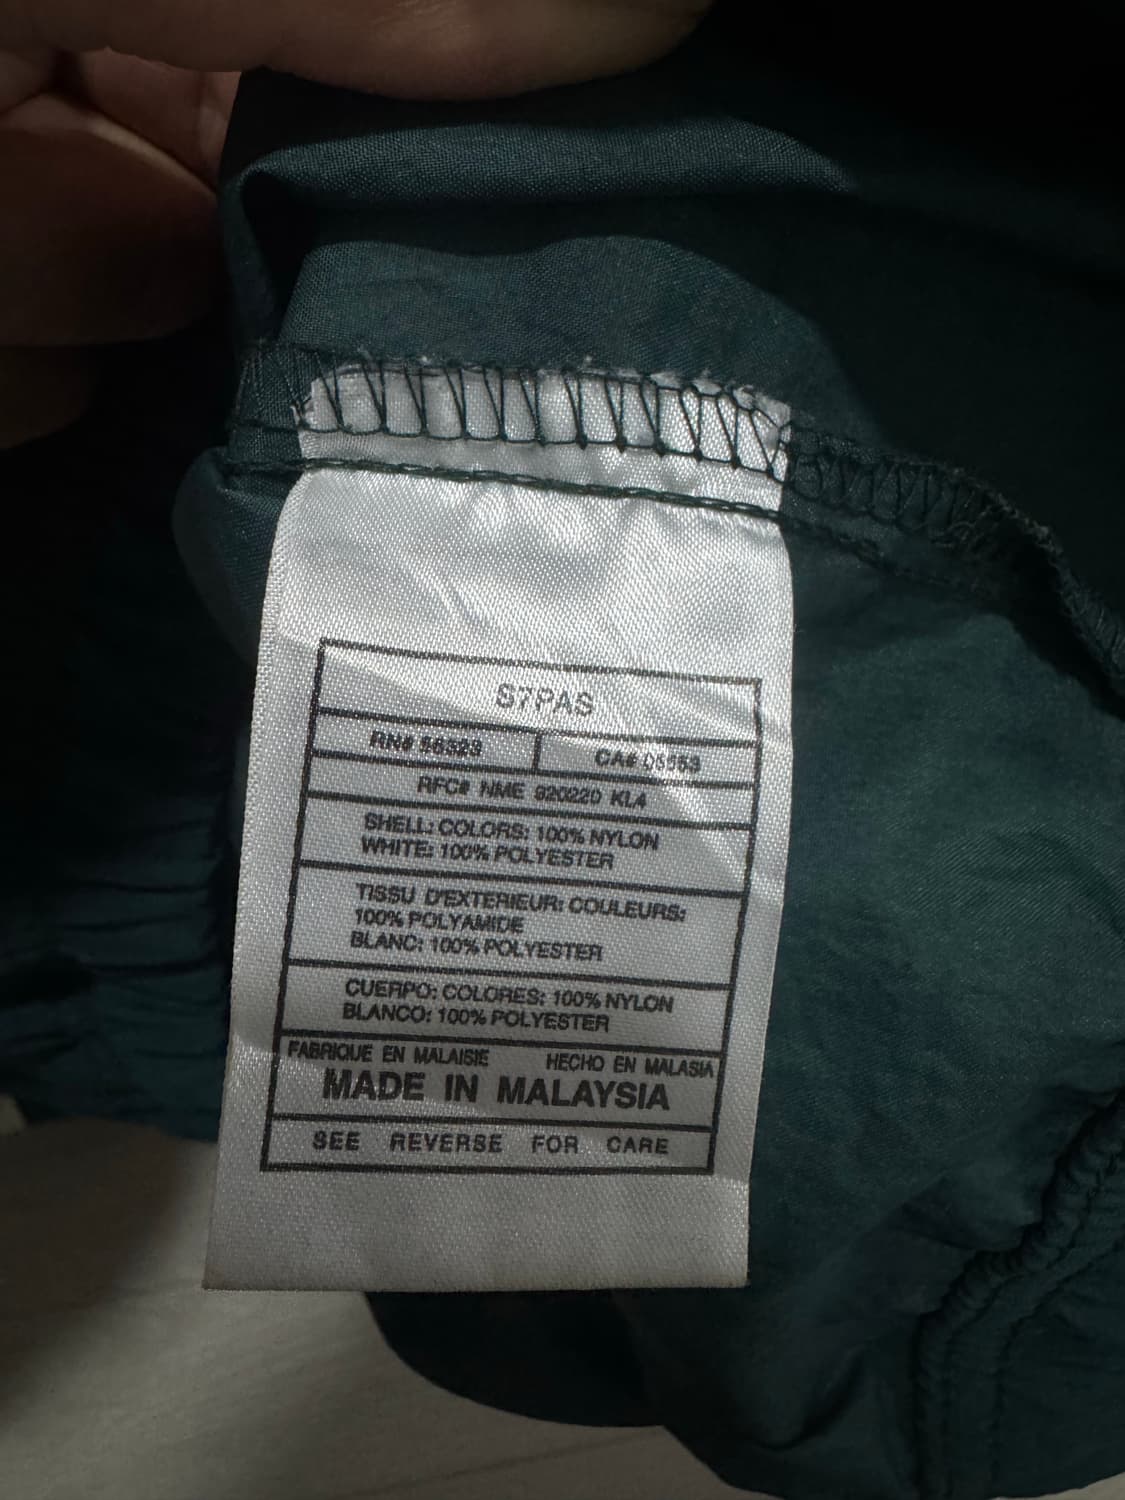 S7PAS
RN# 56323 CA# 05553
RFC# NME 820220 KL4
SHELL: COLORS: 100% NYLON
WHITE: 100% POLYESTER
TISSU D'EXTERIEUR: COULEURS:
100% POLYAMIDE
BLANC: 100% POLYESTER
CUERPO: COLORES: 100% NYLON
BLANCO: 100% POLYESTER
FABRIQUE EN MALAISIE HECHO EN MALASIA
MADE IN MALAYSIA
SEE REVERSE FOR CARE